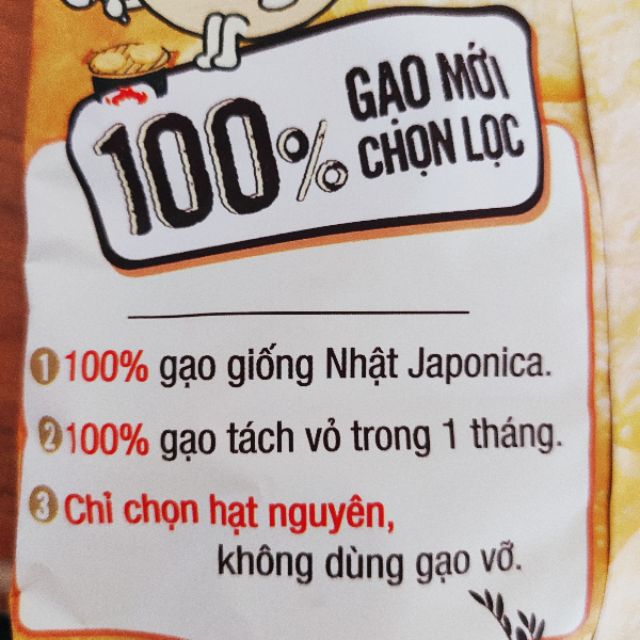 100% GẠO MỚI
CHỌN LỌC
1 100% gạo giống Nhật Japonica.
2 100% gạo tách vỏ trong 1 tháng.
3 Chỉ chọn hạt nguyên,
không dùng gạo vỡ.